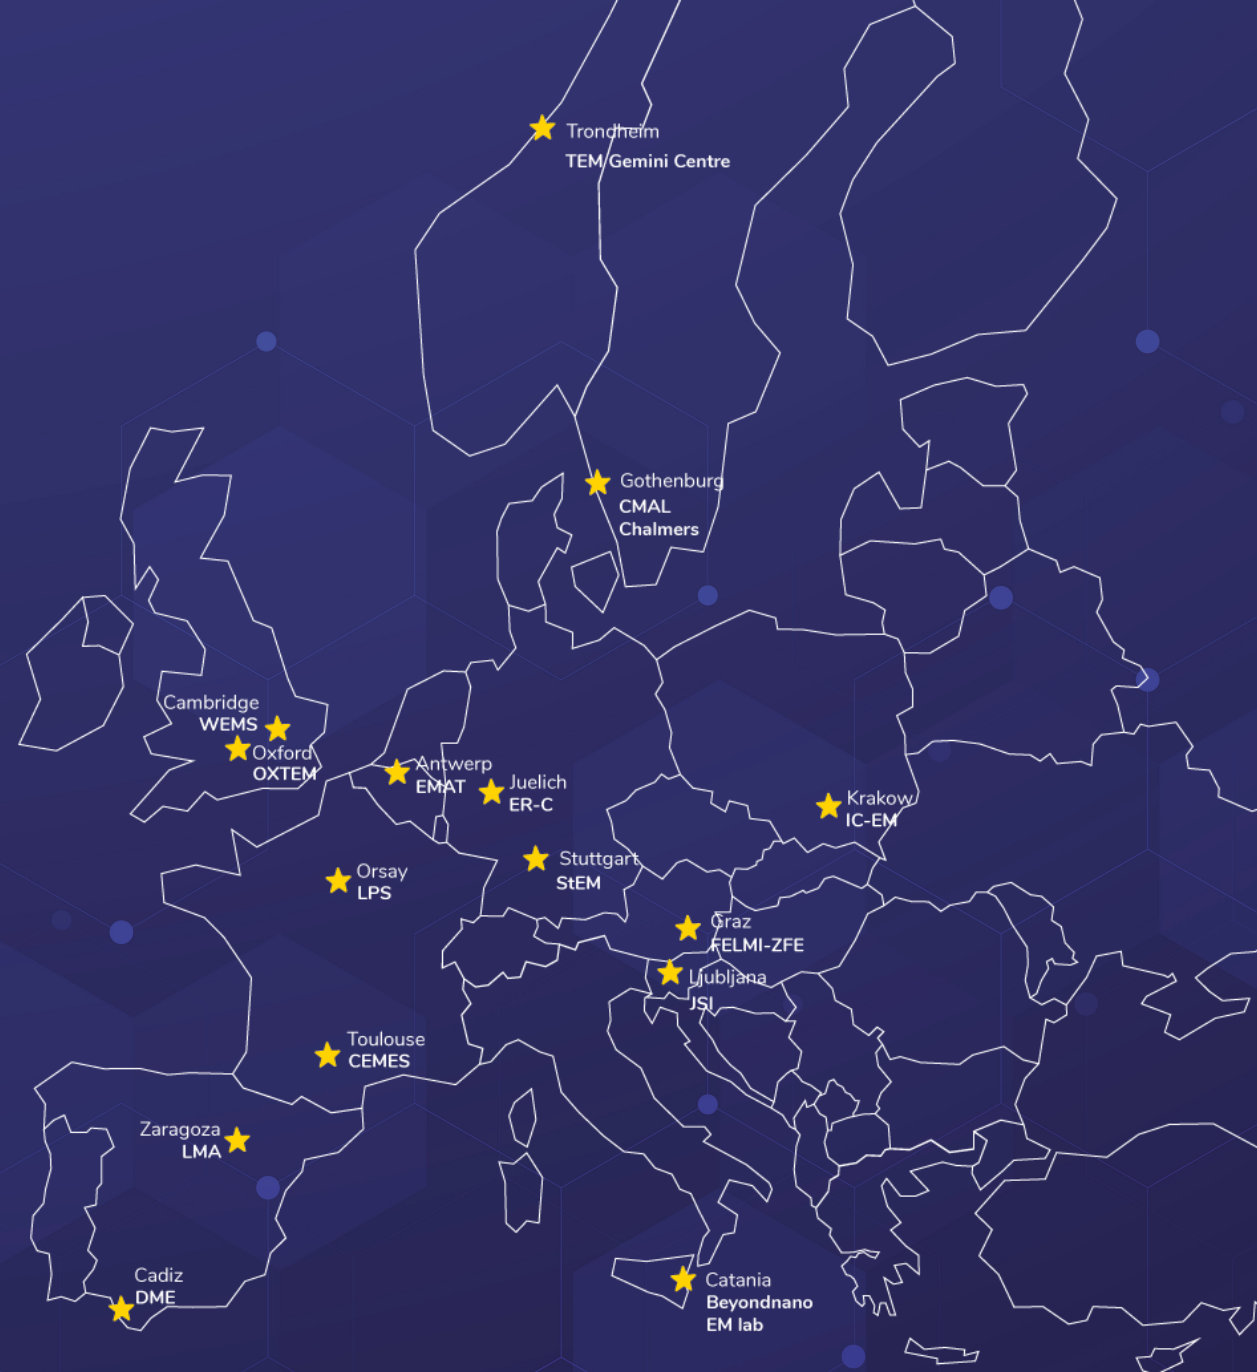 Trondheim
TEM Gemini Centre
Gothenburg
CMAL
Chalmers
Cambridge
WEMS
Oxford
OXTEM
Antwerp
EMAT
Juelich
ER-C
Krakow
IC-EM
Stuttgart
StEM
Orsay
LPS
Graz
FELMI-ZFE
Ljubljana
JSI
Toulouse
CEMES
Zaragoza
LMA
Cadiz
DME
Catania
Beyondnano
EM lab